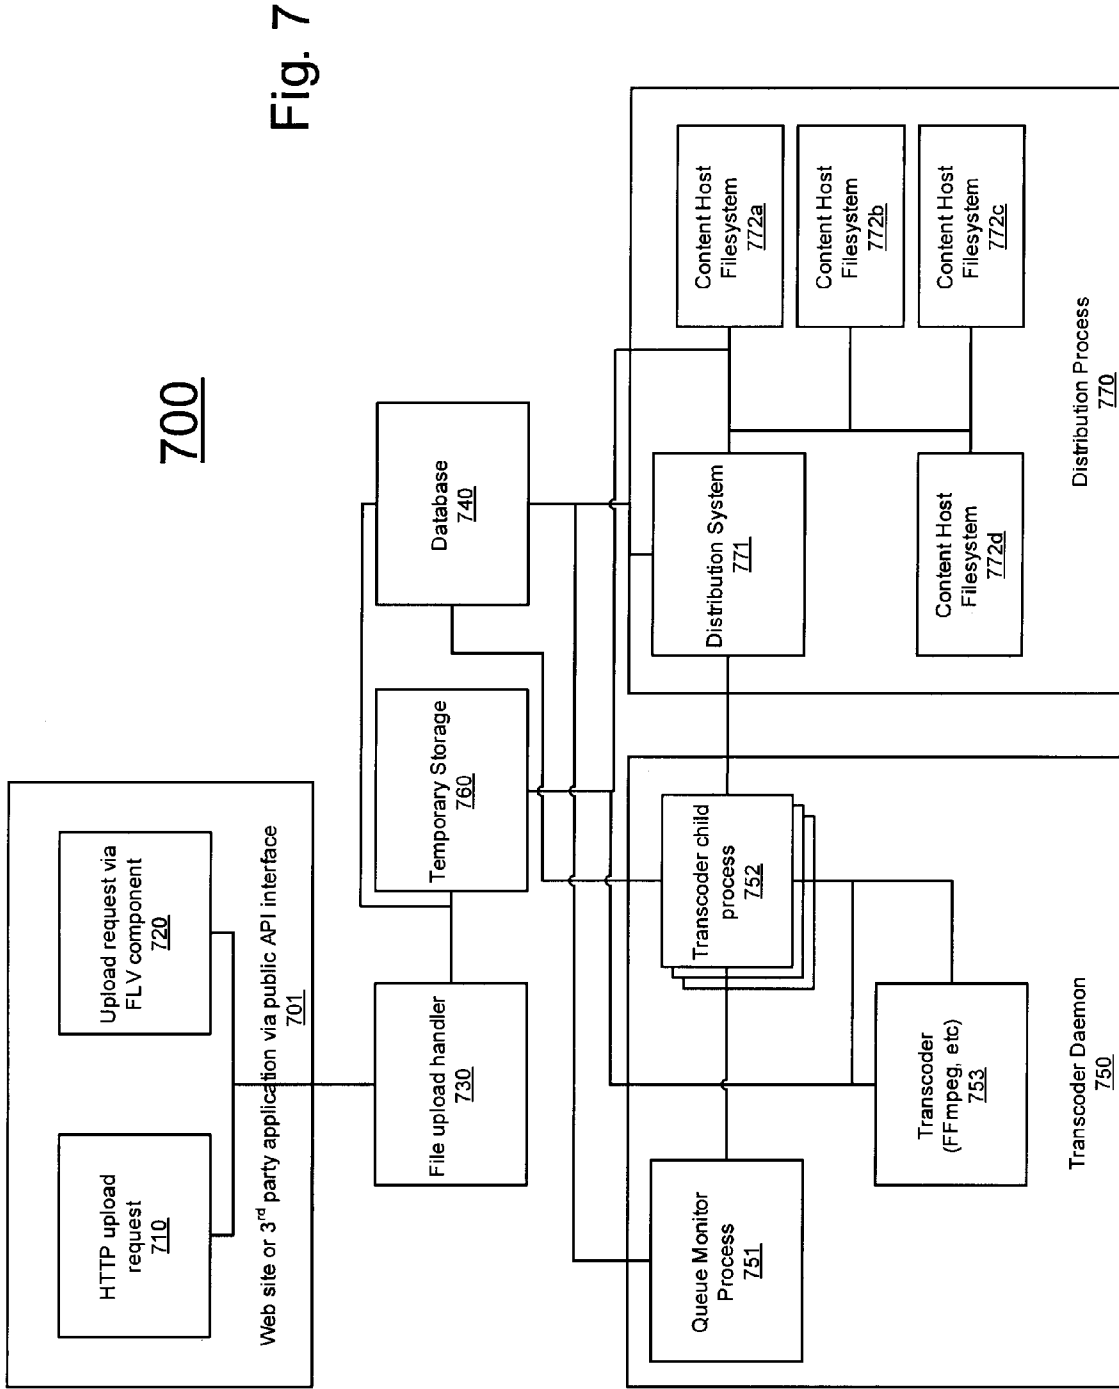 Fig. 7
700
HTTP upload
request
710
Upload request via
FLV component
720
Web site or 3rd party application via public API interface
701
File upload handler
730
Temporary Storage
760
Database
740
Queue Monitor
Process
751
Transcoder child
process
752
Transcoder
(FFmpeg, etc)
753
Transcoder Daemon
750
Distribution System
771
Content Host
Filesystem
772a
Content Host
Filesystem
772b
Content Host
Filesystem
772c
Content Host
Filesystem
772d
Distribution Process
770